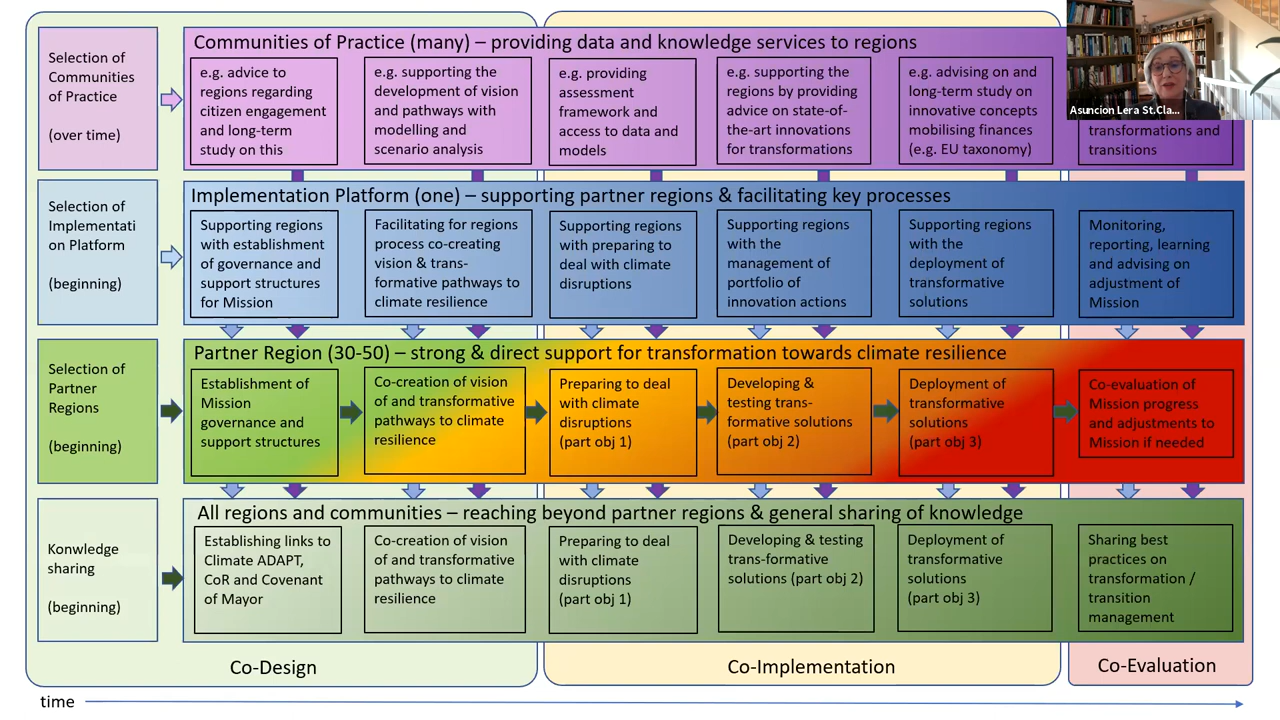 Selection of
Communities
of Practice
(over time)
Communities of Practice (many) – providing data and knowledge services to regions
e.g. advice to
regions regarding
citizen engagement
and long-term
study on this
e.g. supporting the
development of vision
and pathways with
modelling and
scenario analysis
e.g. providing
assessment
framework and
access to data and
models
e.g. supporting the
regions by providing
advice on state-of-
the-art innovations
for transformations
e.g. advising on and
long-term study on
innovative concepts
mobilising finances
(e.g. EU taxonomy)
Asuncion Lera St.Cla...
transformations and
transitions
Selection of
Implementati
on Platform
(beginning)
Implementation Platform (one) – supporting partner regions & facilitating key processes
Supporting regions
with establishment
of governance and
support structures
for Mission
Facilitating for regions
process co-creating
vision & trans-
formative pathways to
climate resilience
Supporting regions
with preparing to
deal with climate
disruptions
Supporting regions
with the
management of
portfolio of
innovation actions
Supporting regions
with the
deployment of
transformative
solutions
Monitoring,
reporting, learning
and advising on
adjustment of
Mission
Selection of
Partner
Regions
(beginning)
Partner Region (30-50) – strong & direct support for transformation towards climate resilience
Establishment of
Mission
governance and
support structures
Co-creation of vision
of and transformative
pathways to climate
resilience
Preparing to deal
with climate
disruptions
(part obj 1)
Developing &
testing trans-
formative solutions
(part obj 2)
Deployment of
transformative
solutions
(part obj 3)
Co-evaluation of
Mission progress
and adjustments to
Mission if needed
Konwledge
sharing
(beginning)
All regions and communities – reaching beyond partner regions & general sharing of knowledge
Establishing links to
Climate ADAPT,
CoR and Covenant
of Mayor
Co-creation of vision
of and transformative
pathways to climate
resilience
Preparing to deal
with climate
disruptions
(part obj 1)
Developing & testing
trans-formative
solutions (part obj 2)
Deployment of
transformative
solutions
(part obj 3)
Sharing best
practices on
transformation /
transition
management
Co-Design
Co-Implementation
Co-Evaluation
time